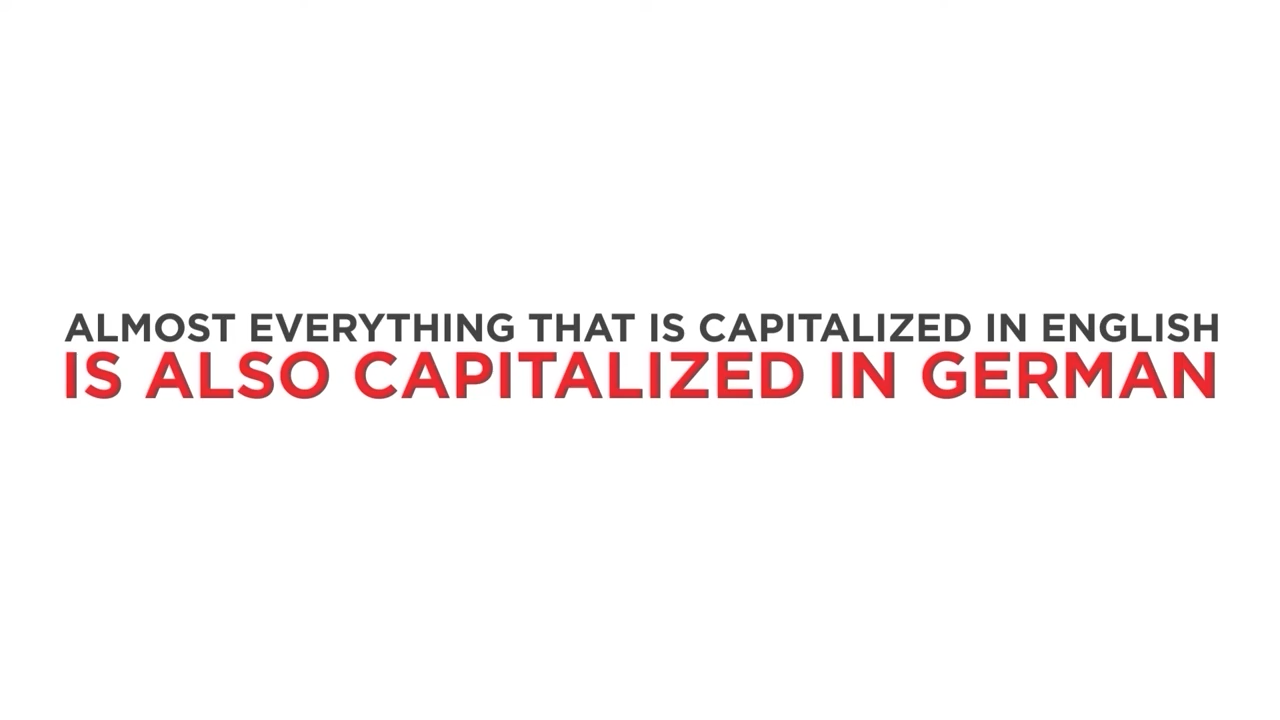 ALMOST EVERYTHING THAT IS CAPITALIZED IN ENGLISH
IS ALSO CAPITALIZED IN GERMAN